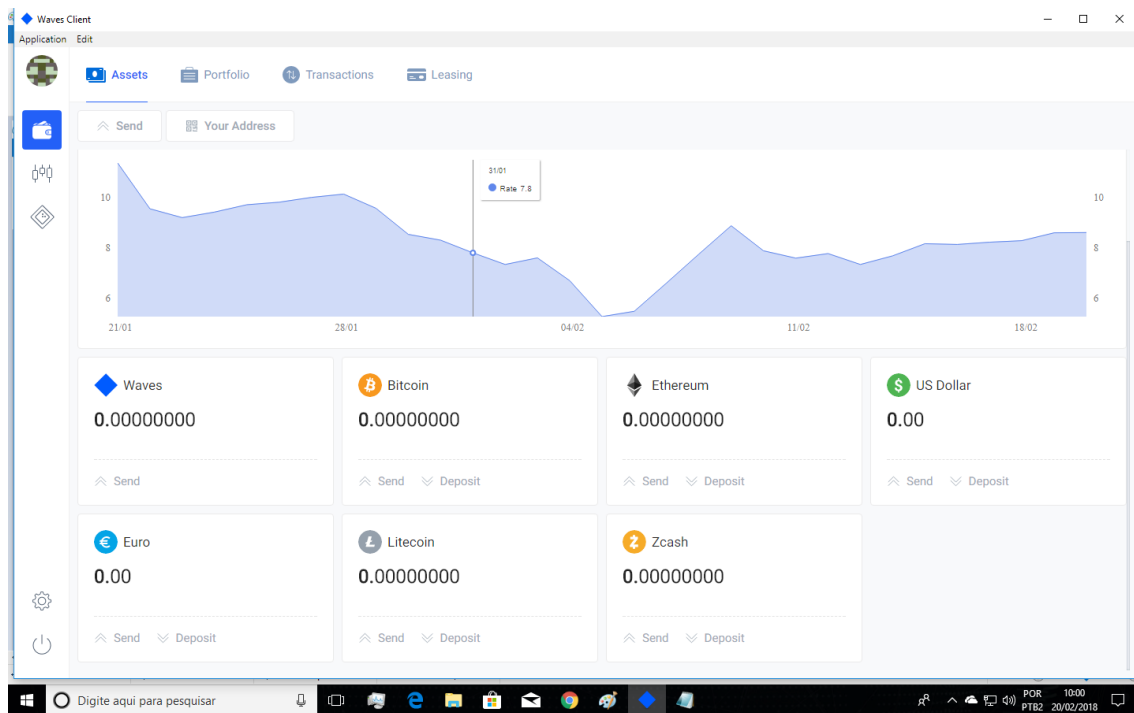 Waves Client
Application Edit
Assets Portfolio Transactions Leasing
Send Your Address
31/01
Rate 7.8
10 10
8 8
6 6
21/01 28/01 04/02 11/02 18/02
Waves Bitcoin Ethereum US Dollar
0.00000000 0.00000000 0.00000000 0.00
Send Send Deposit Send Deposit Send Deposit
Euro Litecoin Zcash
0.00 0.00000000 0.00000000
Send Deposit Send Deposit Send Deposit
Digite aqui para pesquisar POR 10:00
PTB2 20/02/2018